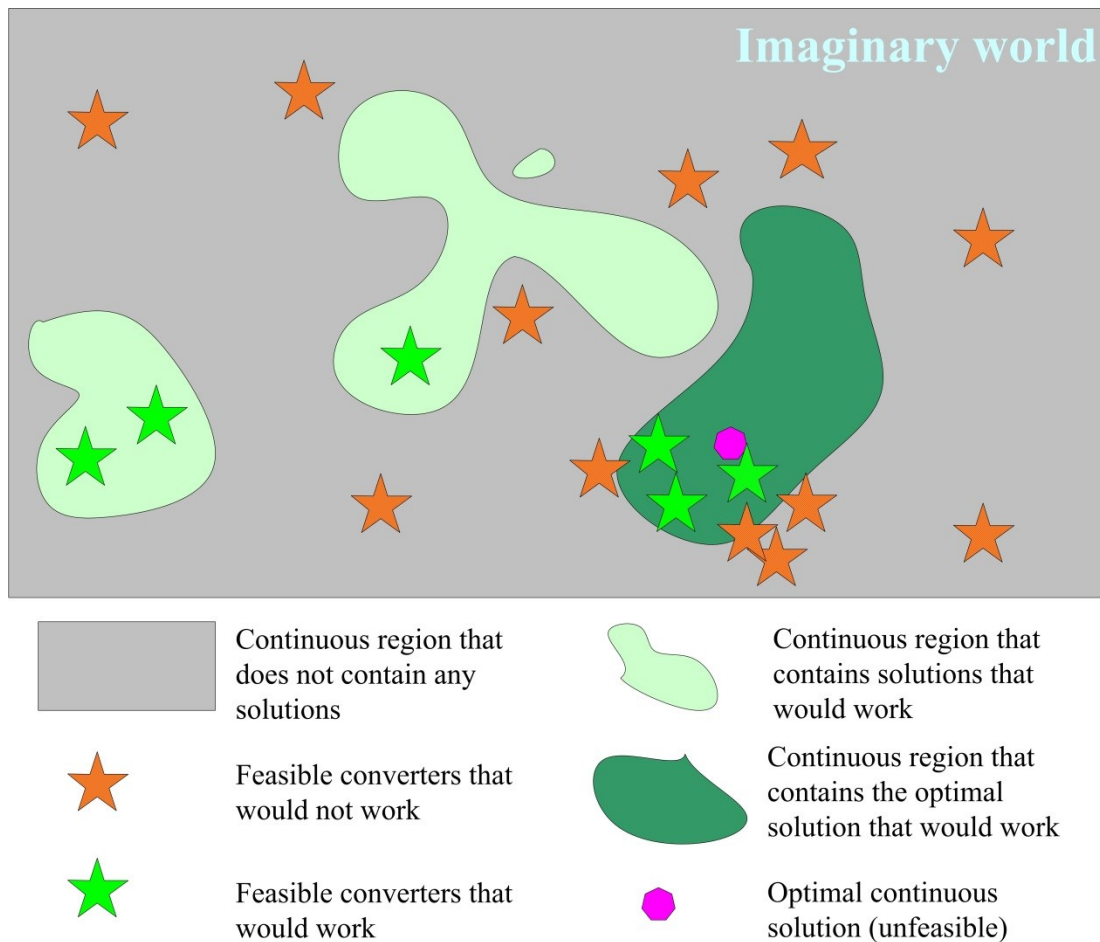 Imaginary world
Continuous region that
does not contain any
solutions
Continuous region that
contains solutions that
would work
Feasible converters that
would not work
Continuous region that
contains the optimal
solution that would work
Feasible converters that
would work
Optimal continuous
solution (unfeasible)